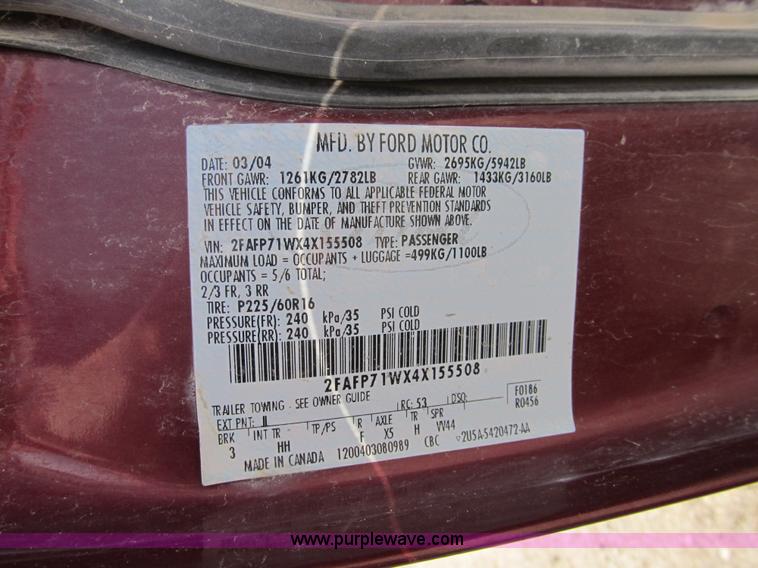 MFD. BY FORD MOTOR CO.
DATE: 03/04 GVWR: 2695KG/5942LB
FRONT GAWR: 1261KG/2782LB REAR GAWR: 1433KG/3160LB
THIS VEHICLE CONFORMS TO ALL APPLICABLE FEDERAL MOTOR
VEHICLE SAFETY, BUMPER, AND THEFT PREVENTION STANDARDS
IN EFFECT ON THE DATE OF MANUFACTURE SHOWN ABOVE.
VIN: 2FAFP71WX4X155508 TYPE: PASSENGER
MAXIMUM LOAD = OCCUPANTS + LUGGAGE =499KG/1100LB
OCCUPANTS = 5/6 TOTAL;
2/3 FR, 3 RR
TIRE: P225/60R16
PRESSURE(FR): 240 kPa/35 PSI COLD
PRESSURE(RR): 240 kPa/35 PSI COLD
2FAFP71WX4X155508
TRAILER TOWING - SEE OWNER GUIDE
EXT PNT: RC: 53 DSO: F0186
BRK INT TR TP/PS R AXLE TR SPR R0456
3 HH F X5 H VV44
MADE IN CANADA 1200403080989 CBC 2U5A-5420472-AA
www.purplewave.com